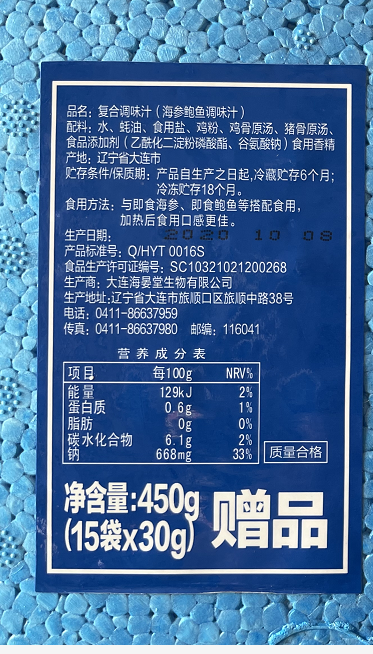 品名：复合调味汁（海参鲍鱼调味汁）
配料：水、蚝油、食用盐、鸡粉、鸡骨原汤、猪骨原汤、
食品添加剂（乙酰化二淀粉磷酸酯、谷氨酸钠）食用香精
产地：辽宁省大连市
贮存条件/保质期：产品自生产之日起,冷藏贮存6个月；
冷冻贮存18个月。
食用方法：与即食海参、即食鲍鱼等搭配食用，
加热后食用口感更佳。
生产日期： 2020 10 08
产品标准号：Q/HYT 0016S
食品生产许可证编号：SC10321021200268
生产商：大连海晏堂生物有限公司
生产地址:辽宁省大连市旅顺口区旅顺中路38号
电话：0411-86637959
传真：0411-86637980 邮编：116041
营养成分表
项目 每100g NRV%
能量 129kJ 2%
蛋白质 0.6g 1%
脂肪 0g 0%
碳水化合物 6.1g 2%
钠 668mg 33%
质量合格
净含量:450g
(15袋x30g)
赠品